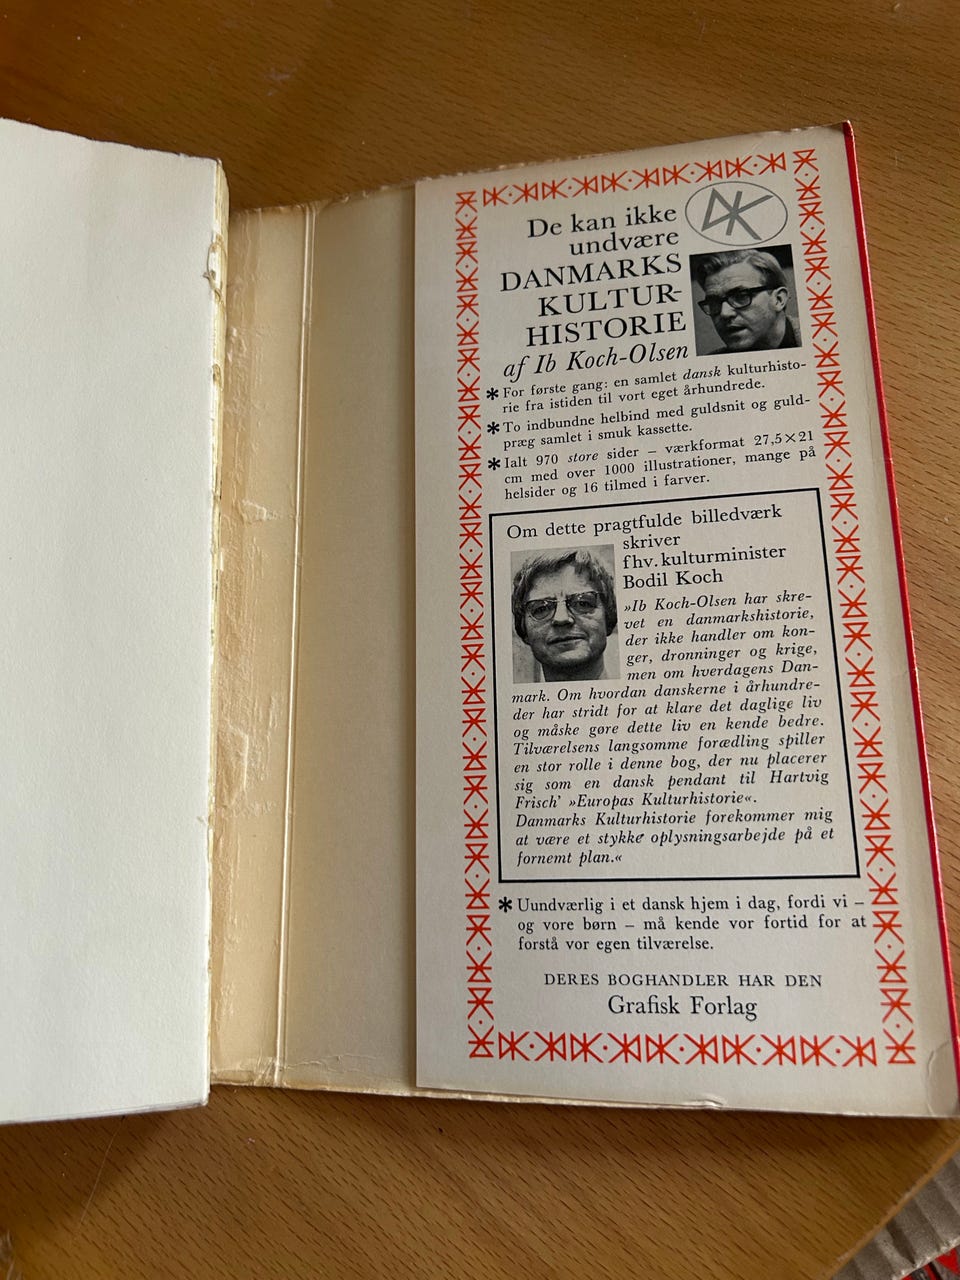 De kan ikke
undvære
DANMARKS
KULTUR-
HISTORIE
af Ib Koch-Olsen
DK
* For første gang: en samlet dansk kulturhisto-
rie fra istiden til vort eget århundrede.
* To indbundne helbind med guldsnit og guld-
præg samlet i smuk kassette.
* Ialt 970 store sider – værkformat 27,5×21
cm med over 1000 illustrationer, mange på
helsider og 16 tilmed i farver.
Om dette pragtfulde billedværk
skriver
fhv. kulturminister
Bodil Koch
»Ib Koch-Olsen har skre-
vet en danmarkshistorie,
der ikke handler om kon-
ger, dronninger og krige,
men om hverdagens Dan-
mark. Om hvordan danskerne i århundre-
der har stridt for at klare det daglige liv
og måske gøre dette liv en kende bedre.
Tilværelsens langsomme forædling spiller
en stor rolle i denne bog, der nu placerer
sig som en dansk pendant til Hartvig
Frisch' »Europas Kulturhistorie«.
Danmarks Kulturhistorie forekommer mig
at være et stykke oplysningsarbejde på et
fornemt plan.«
* Uundværlig i et dansk hjem i dag, fordi vi –
og vore børn – må kende vor fortid for at
forstå vor egen tilværelse.
DERES BOGHANDLER HAR DEN
Grafisk Forlag